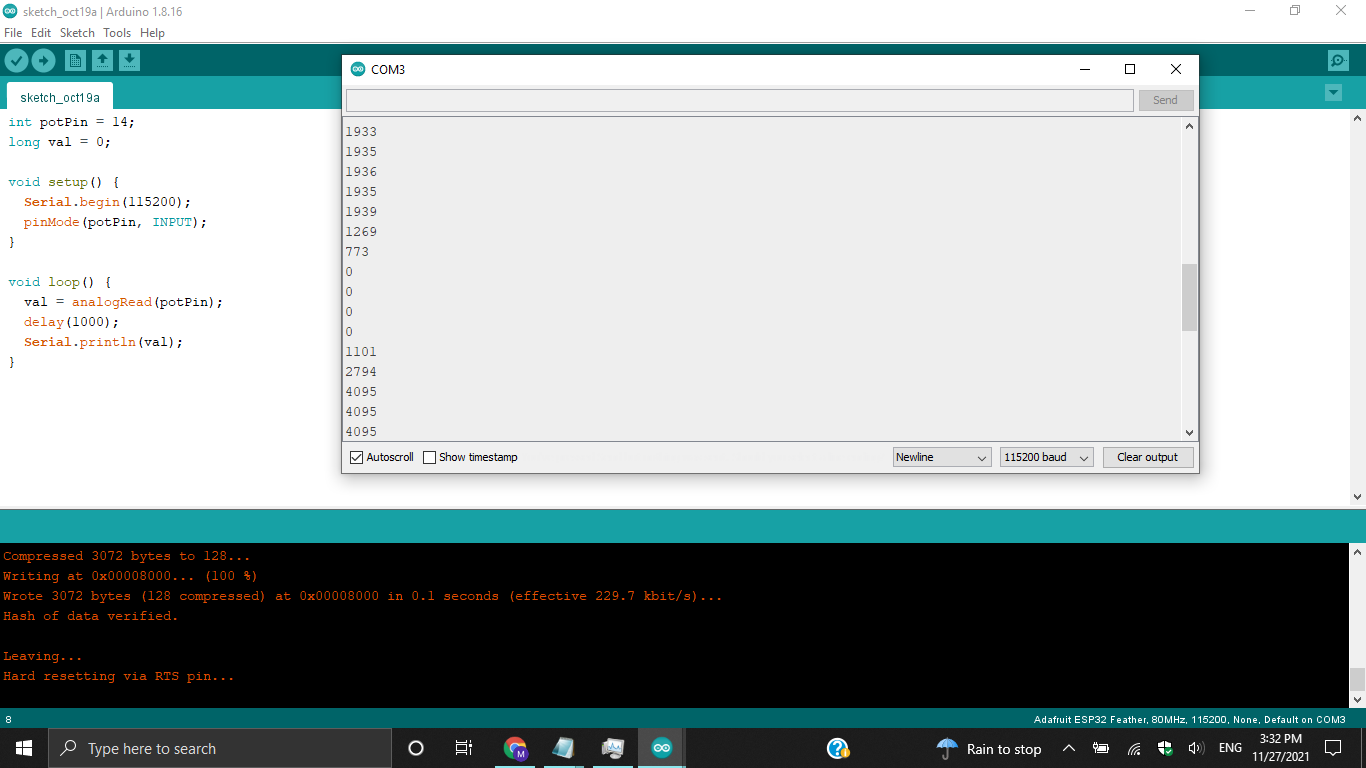 sketch_oct19a | Arduino 1.8.16
File Edit Sketch Tools Help
COM3
Send
sketch_oct19a
int potPin = 14;
long val = 0;
void setup() {
Serial.begin(115200);
pinMode(potPin, INPUT);
}
void loop() {
val = analogRead(potPin);
delay(1000);
Serial.println(val);
}
1933
1935
1936
1935
1939
1269
773
0
0
0
0
1101
2794
4095
4095
4095
Autoscroll Show timestamp Newline 115200 baud Clear output
Compressed 3072 bytes to 128...
Writing at 0x00008000... (100 %)
Wrote 3072 bytes (128 compressed) at 0x00008000 in 0.1 seconds (effective 229.7 kbit/s)...
Hash of data verified.
Leaving...
Hard resetting via RTS pin...
8 Adafruit ESP32 Feather, 80MHz, 115200, None, Default on COM3
Type here to search M Rain to stop ENG 3:32 PM
11/27/2021